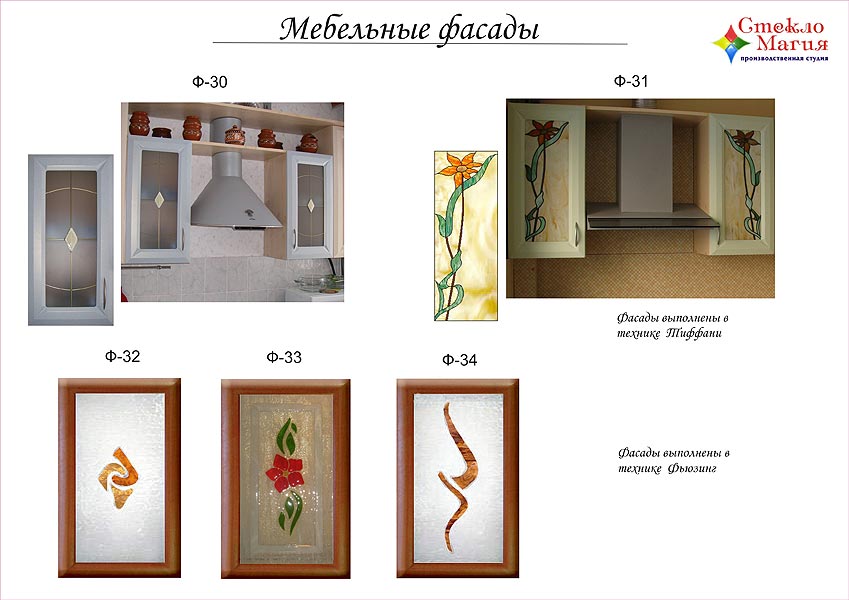 Мебельные фасады
Стекло
Магия
производственная студия
Ф-30
Ф-31
Фасады выполнены в
технике Тиффани
Ф-32
Ф-33
Ф-34
Фасады выполнены в
технике Фьюзинг